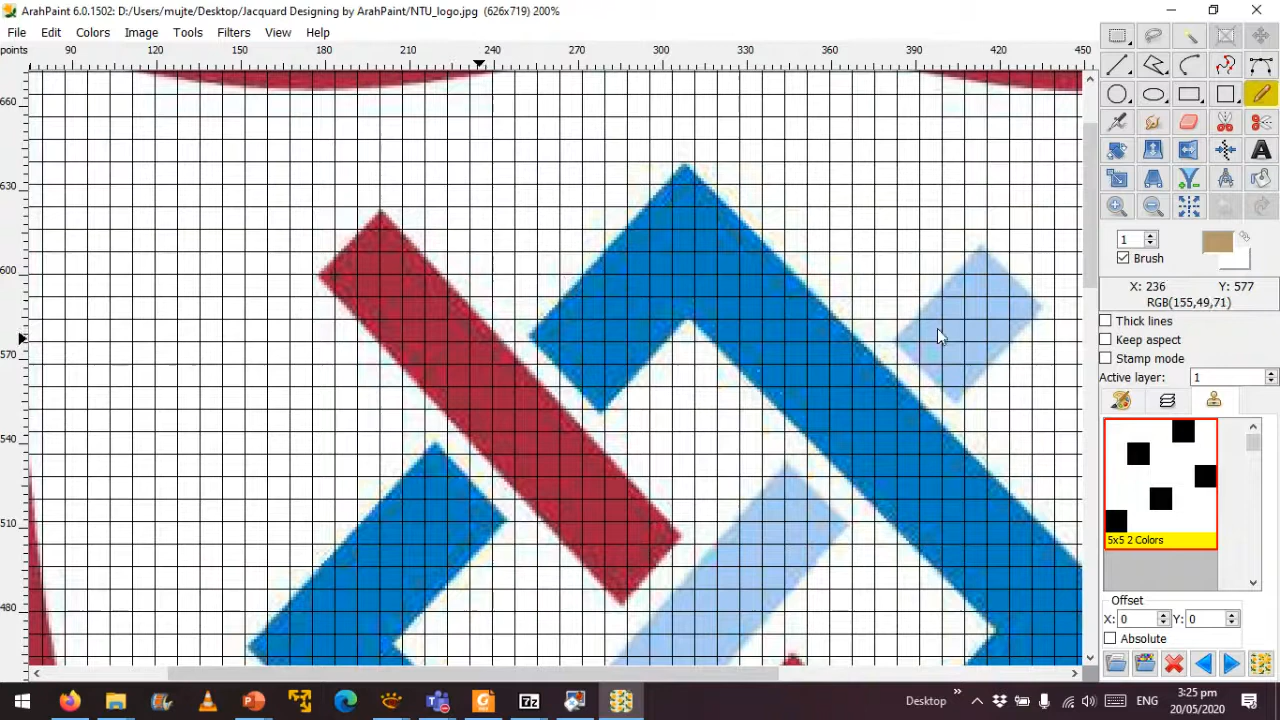 ArahPaint 6.0.1502: D:/Users/mujte/Desktop/Jacquard Designing by ArahPaint/NTU_logo.jpg (626x719) 200%
File Edit Colors Image Tools Filters View Help
points 90 120 150 180 210 240 270 300 330 360 390 420 450
660
630
600
570
540
510
480
1
Brush
X: 236 Y: 577
RGB(155,49,71)
Thick lines
Keep aspect
Stamp mode
Active layer: 1
5x5 2 Colors
Offset
X: 0 Y: 0
Absolute
Desktop » ENG 3:25 pm
20/05/2020